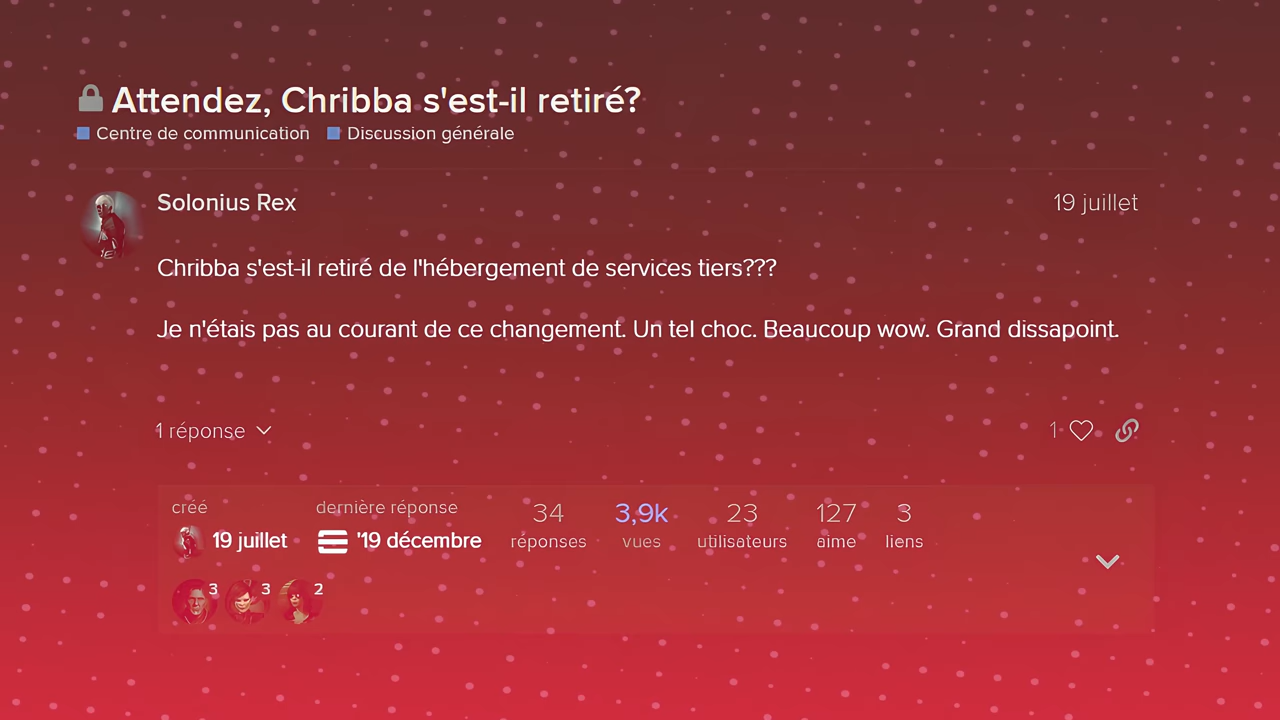 Attendez, Chribba s'est-il retiré?
Centre de communication Discussion générale
Solonius Rex 19 juillet
Chribba s'est-il retiré de l'hébergement de services tiers???
Je n'étais pas au courant de ce changement. Un tel choc. Beaucoup wow. Grand dissapoint.
1 réponse 1
créé dernière réponse 34 3,9k 23 127 3
19 juillet '19 décembre réponses vues utilisateurs aime liens
3 3 2